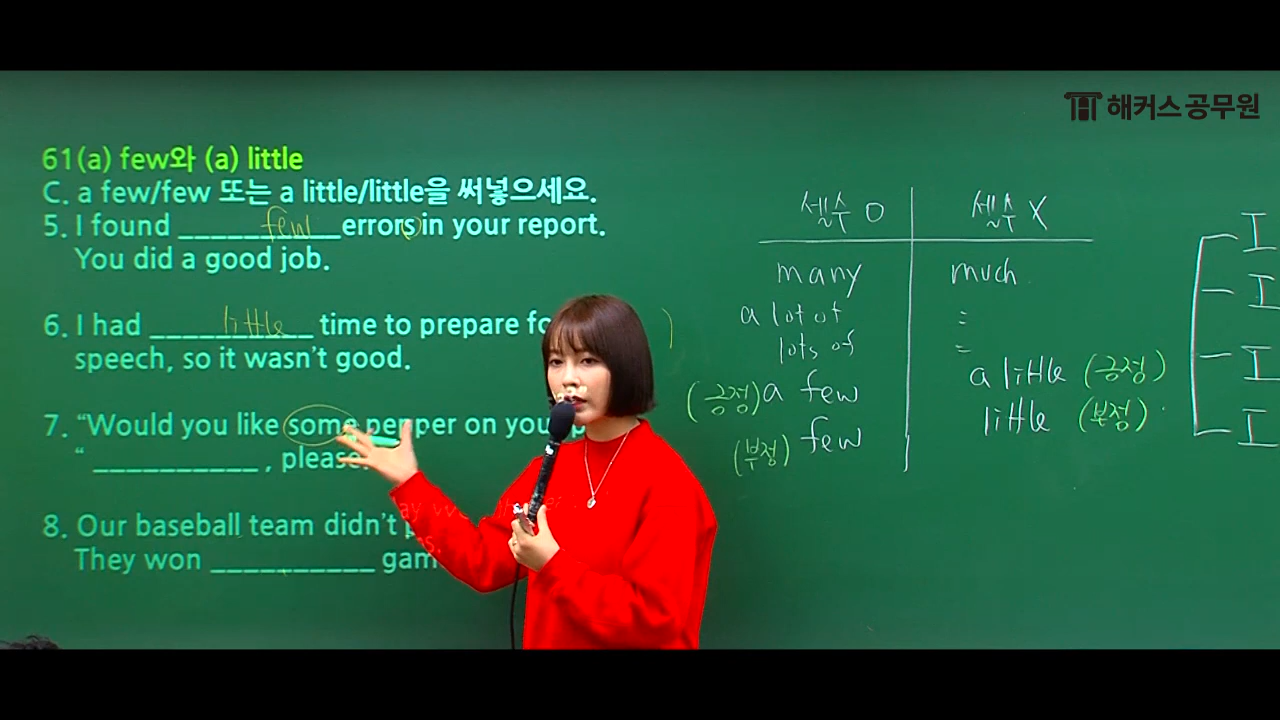 해커스 공무원
61(a) few와 (a) little
C. a few/few 또는 a little/little을 써넣으세요.
5. I found __________ errors in your report.
few
You did a good job.
6. I had __________ time to prepare fo
little
speech, so it wasn't good.
7. "Would you like some pepper on you
" __________ , please
8. Our baseball team didn't
They won __________ gam
셀수 O 셀수 X
many much
a lot of =
lots of =
(긍정) a few a little (긍정)
(부정) few little (부정)